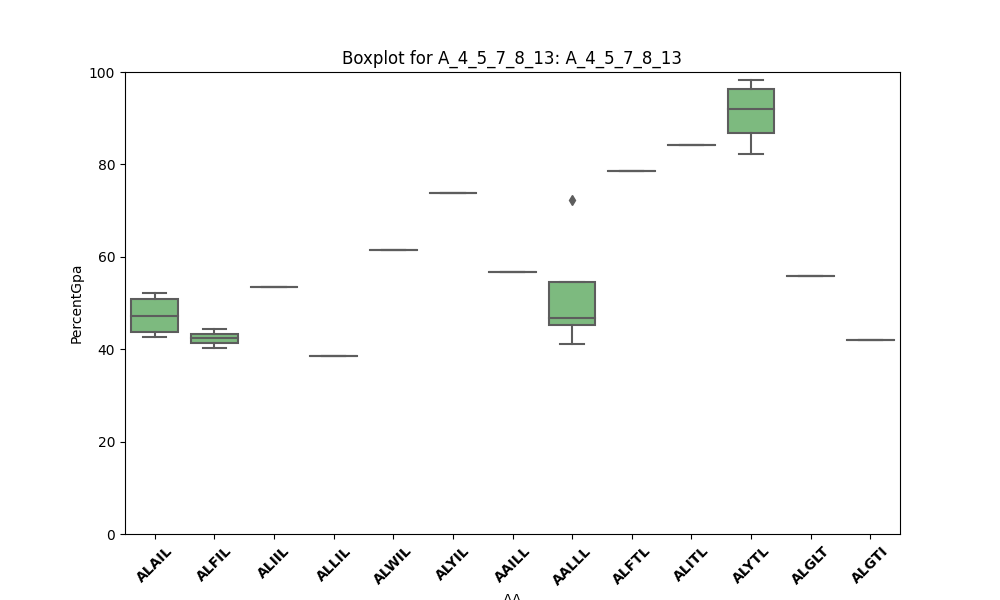 Boxplot for A_4_5_7_8_13: A_4_5_7_8_13
100
80
60
40
20
0
PercentGpa
ALAIL ALFIL ALIIL ALLIL ALWIL ALYIL AAILL AALLL ALFTL ALITL ALYTL ALGLT ALGTI
AA